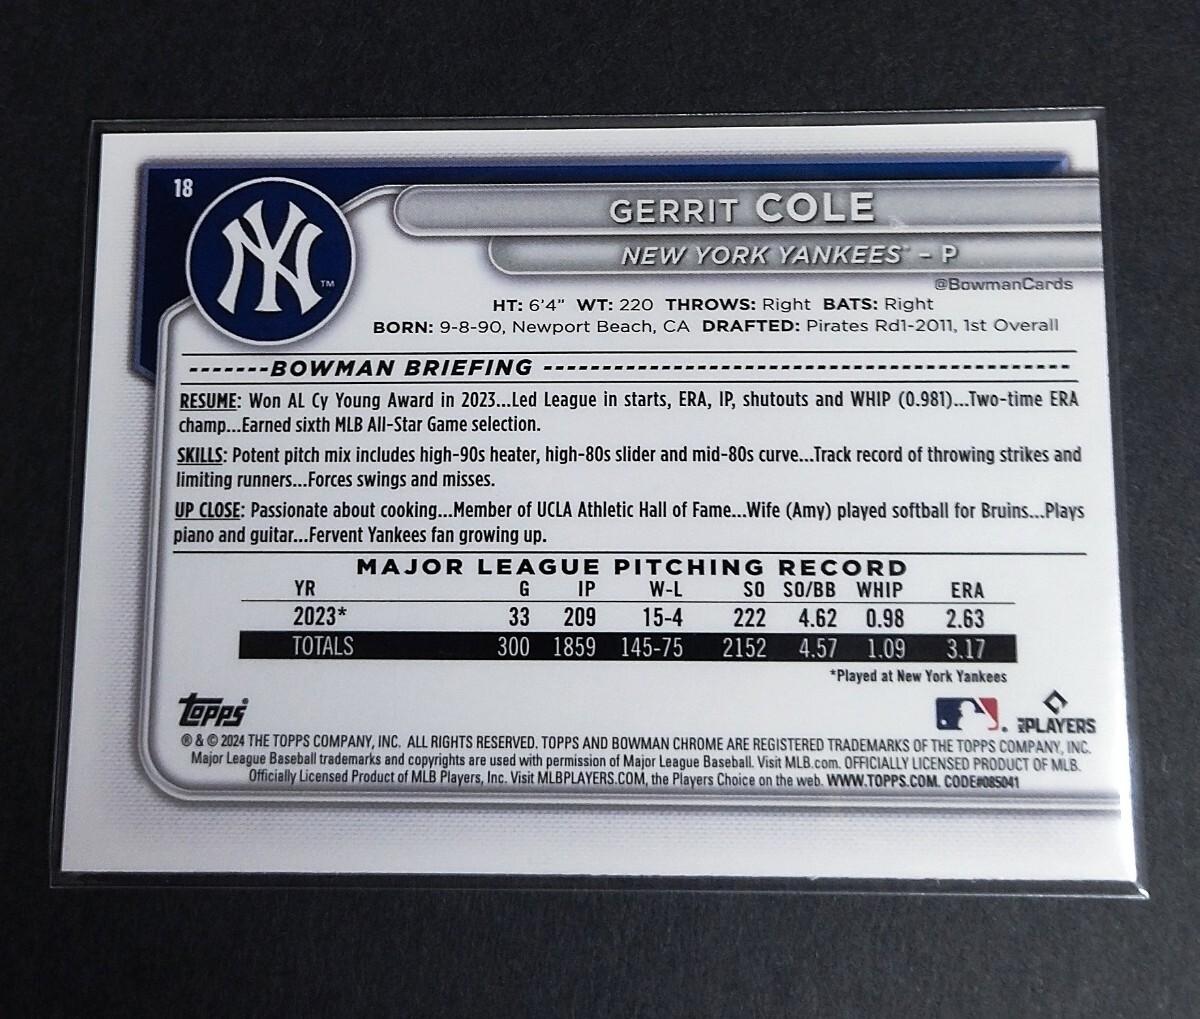 18
NY
™
GERRIT COLE
NEW YORK YANKEES™ – P
@BowmanCards
HT: 6'4" WT: 220 THROWS: Right BATS: Right
BORN: 9-8-90, Newport Beach, CA DRAFTED: Pirates Rd1-2011, 1st Overall
BOWMAN BRIEFING
RESUME: Won AL Cy Young Award in 2023...Led League in starts, ERA, IP, shutouts and WHIP (0.981)...Two-time ERA
champ...Earned sixth MLB All-Star Game selection.
SKILLS: Potent pitch mix includes high-90s heater, high-80s slider and mid-80s curve...Track record of throwing strikes and
limiting runners...Forces swings and misses.
UP CLOSE: Passionate about cooking...Member of UCLA Athletic Hall of Fame...Wife (Amy) played softball for Bruins...Plays
piano and guitar...Fervent Yankees fan growing up.
MAJOR LEAGUE PITCHING RECORD
YR G IP W-L SO SO/BB WHIP ERA
2023* 33 209 15-4 222 4.62 0.98 2.63
TOTALS 300 1859 145-75 2152 4.57 1.09 3.17
*Played at New York Yankees
Topps®
® PLAYERS
® & © 2024 THE TOPPS COMPANY, INC. ALL RIGHTS RESERVED. TOPPS AND BOWMAN CHROME ARE REGISTERED TRADEMARKS OF THE TOPPS COMPANY, INC.
Major League Baseball trademarks and copyrights are used with permission of Major League Baseball. Visit MLB.com. OFFICIALLY LICENSED PRODUCT OF MLB.
Officially Licensed Product of MLB Players, Inc. Visit MLBPLAYERS.COM, the Players Choice on the web. WWW.TOPPS.COM. CODE#085041